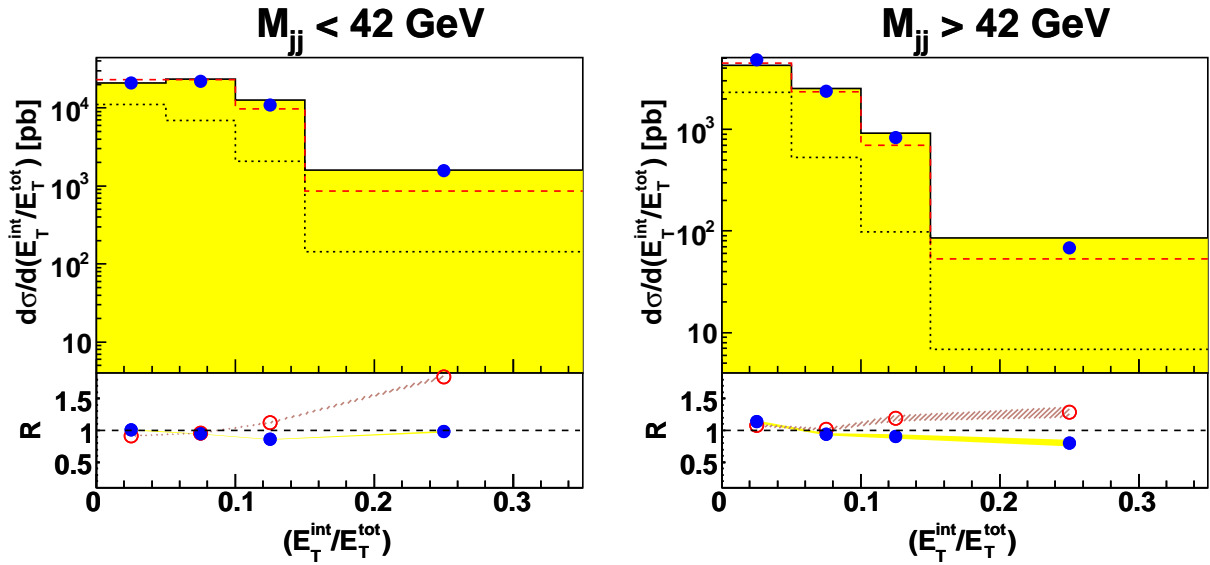 M_jj < 42 GeV
dσ/d(E_T^int/E_T^tot) [pb]
10^4
10^3
10^2
10
R
1.5
1
0.5
0 0.1 0.2 0.3
(E_T^int/E_T^tot)
M_jj > 42 GeV
dσ/d(E_T^int/E_T^tot) [pb]
10^3
10^2
10
R
1.5
1
0.5
0 0.1 0.2 0.3
(E_T^int/E_T^tot)